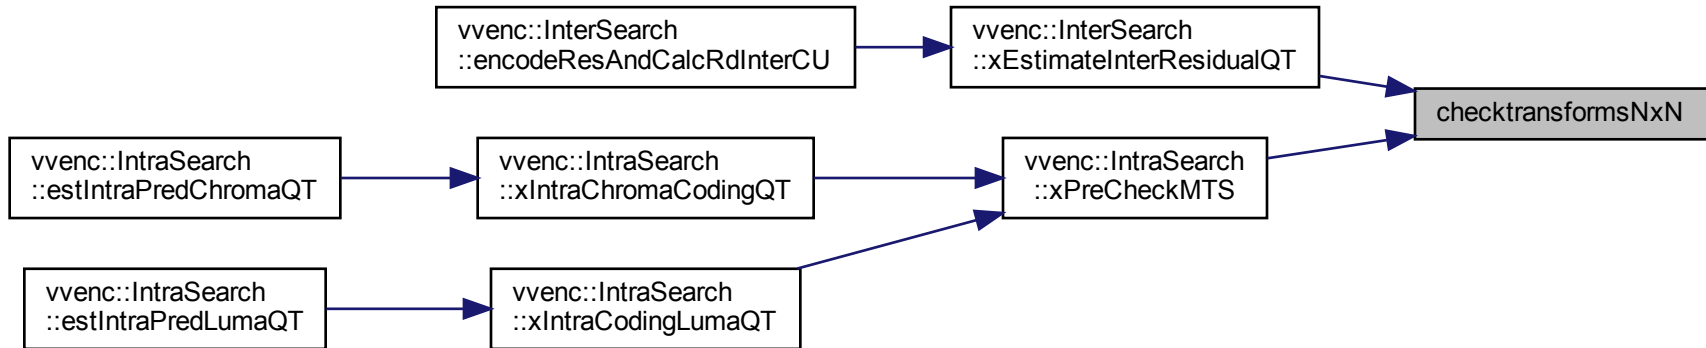 vvenc::InterSearch
::encodeResAndCalcRdInterCU
vvenc::InterSearch
::xEstimateInterResidualQT
checktransformsNxN
vvenc::IntraSearch
::estIntraPredChromaQT
vvenc::IntraSearch
::xIntraChromaCodingQT
vvenc::IntraSearch
::xPreCheckMTS
vvenc::IntraSearch
::estIntraPredLumaQT
vvenc::IntraSearch
::xIntraCodingLumaQT